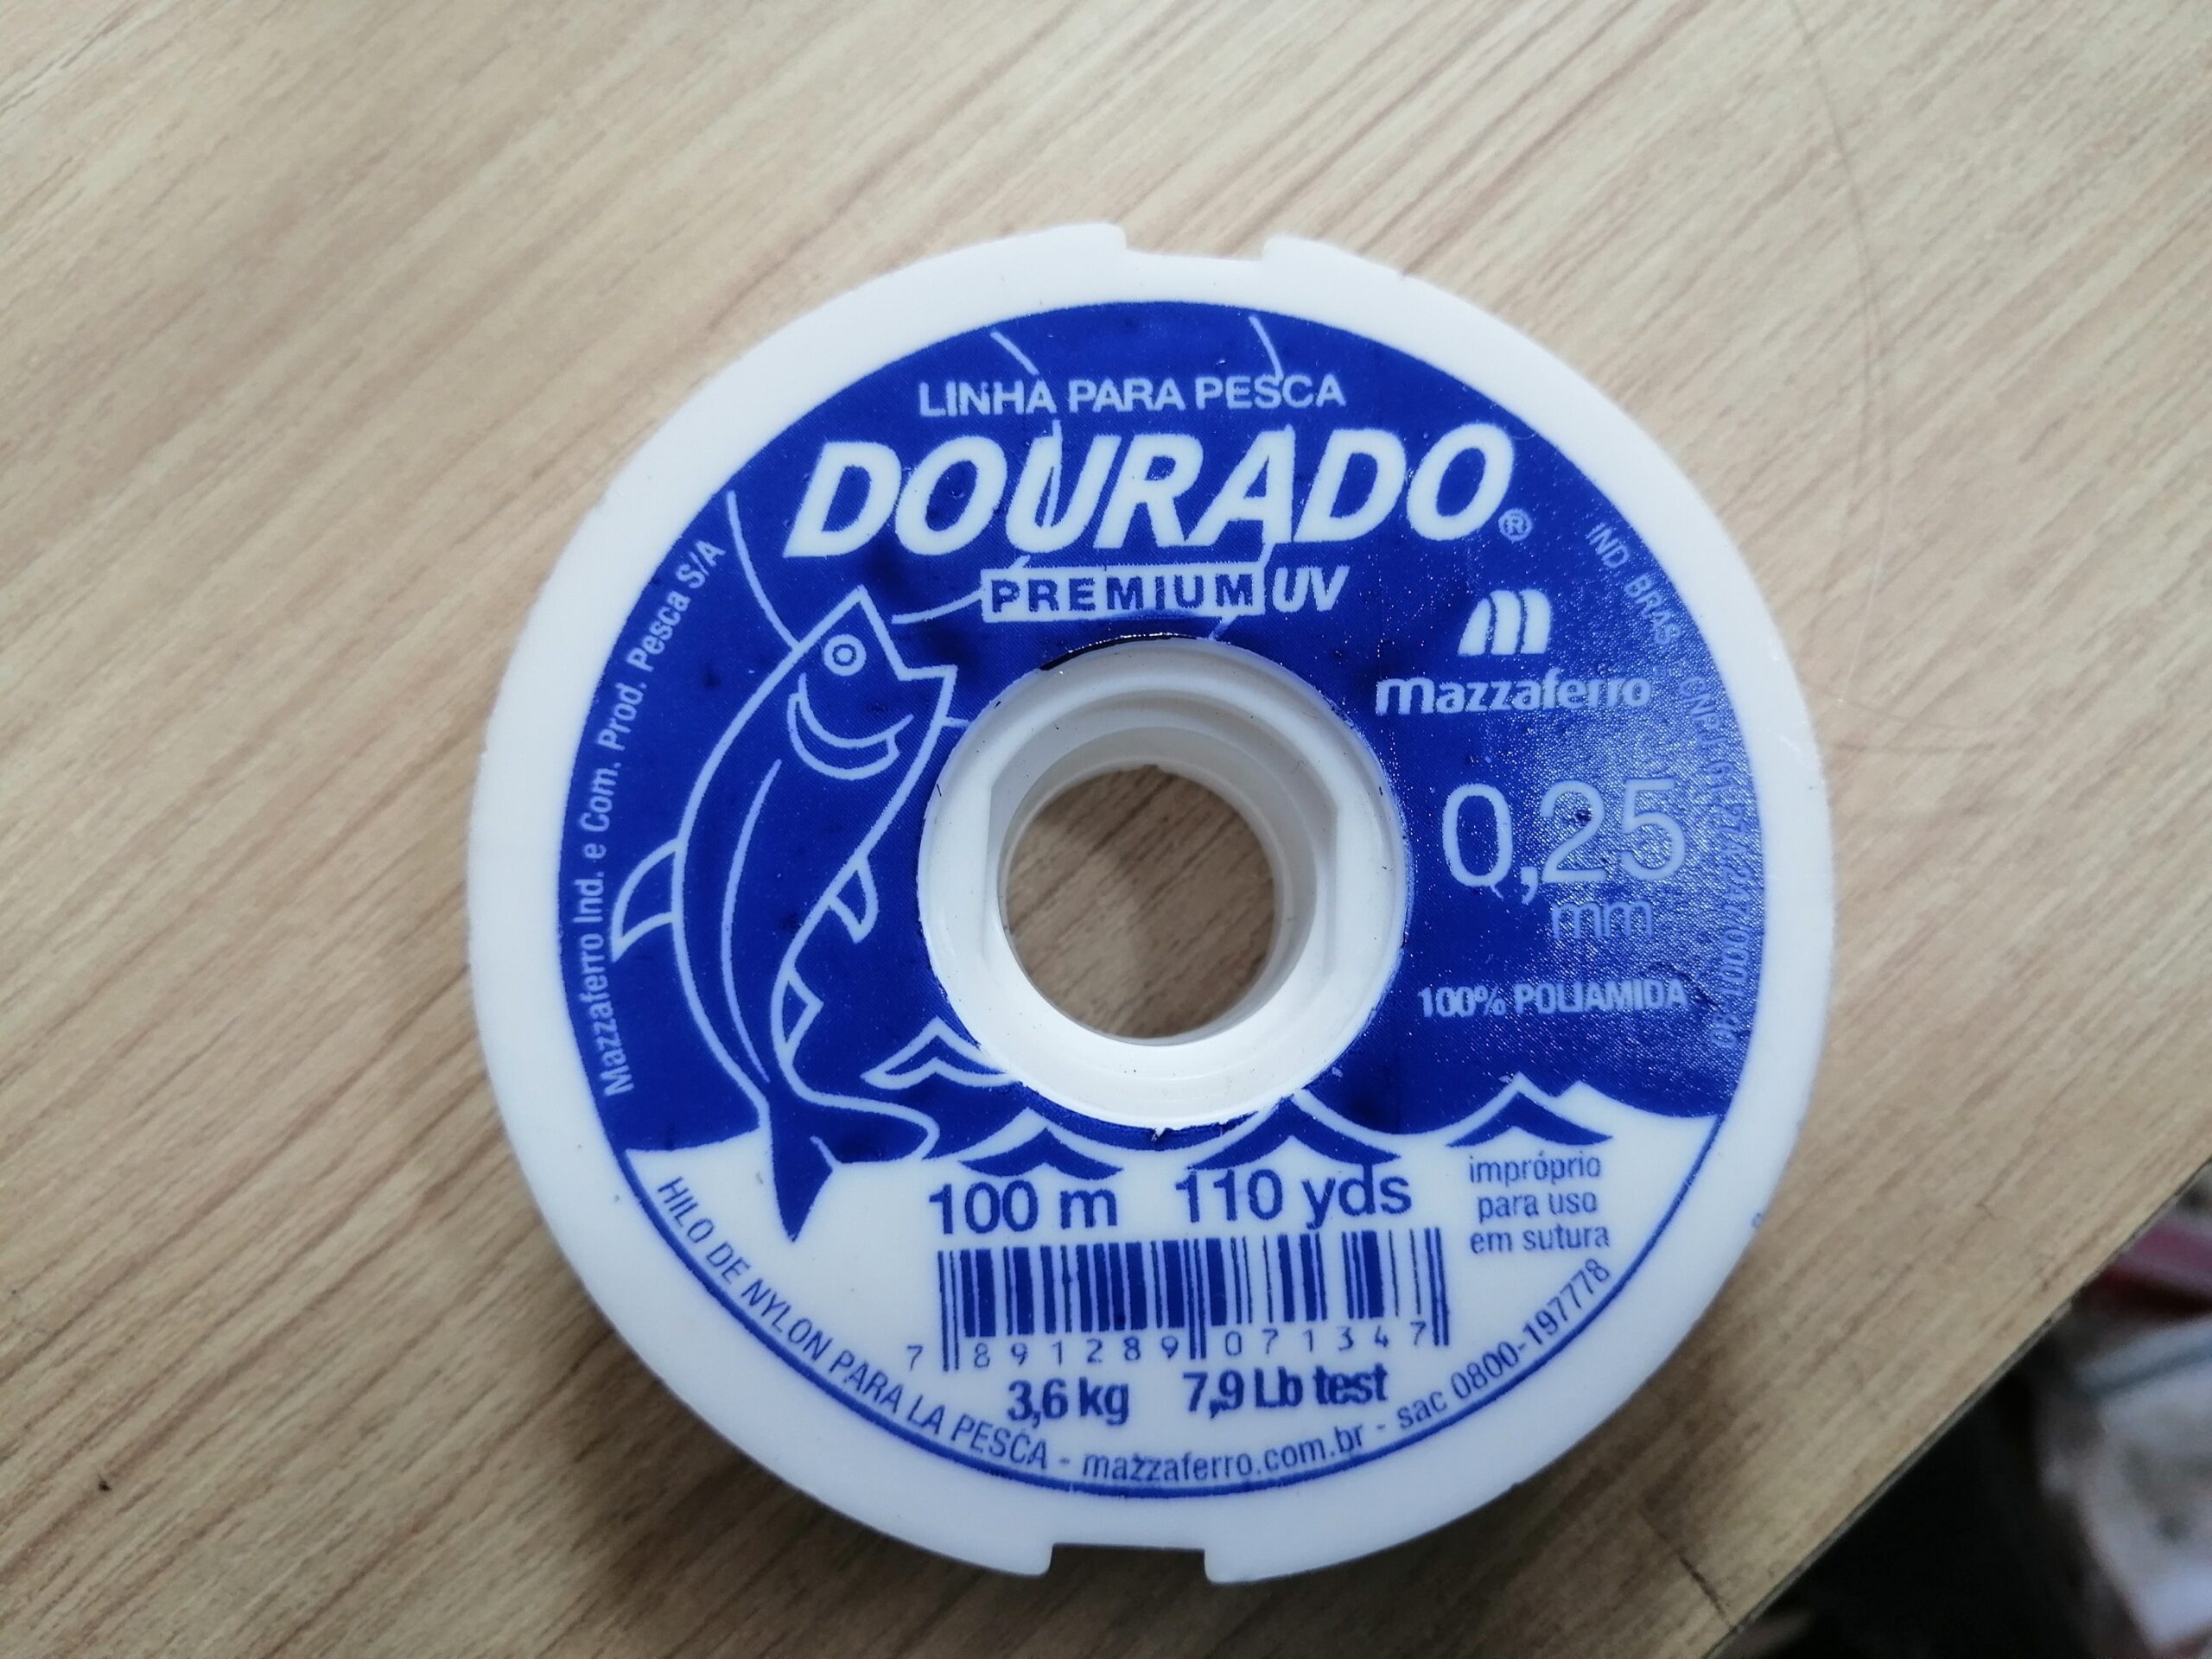 LINHA PARA PESCA
DOURADO®
PREMIUM UV
mazzaferro
0,25
mm
100% POLIAMIDA
Mazzaferro Ind. e Com. Prod. Pesca S/A
IND. BRAS. CNPJ
100 m 110 yds
impróprio
para uso
em sutura
7 891289 071347
3,6 kg 7,9 Lb test
HILO DE NYLON PARA LA PESCA - mazzaferro.com.br - sac 0800-197778